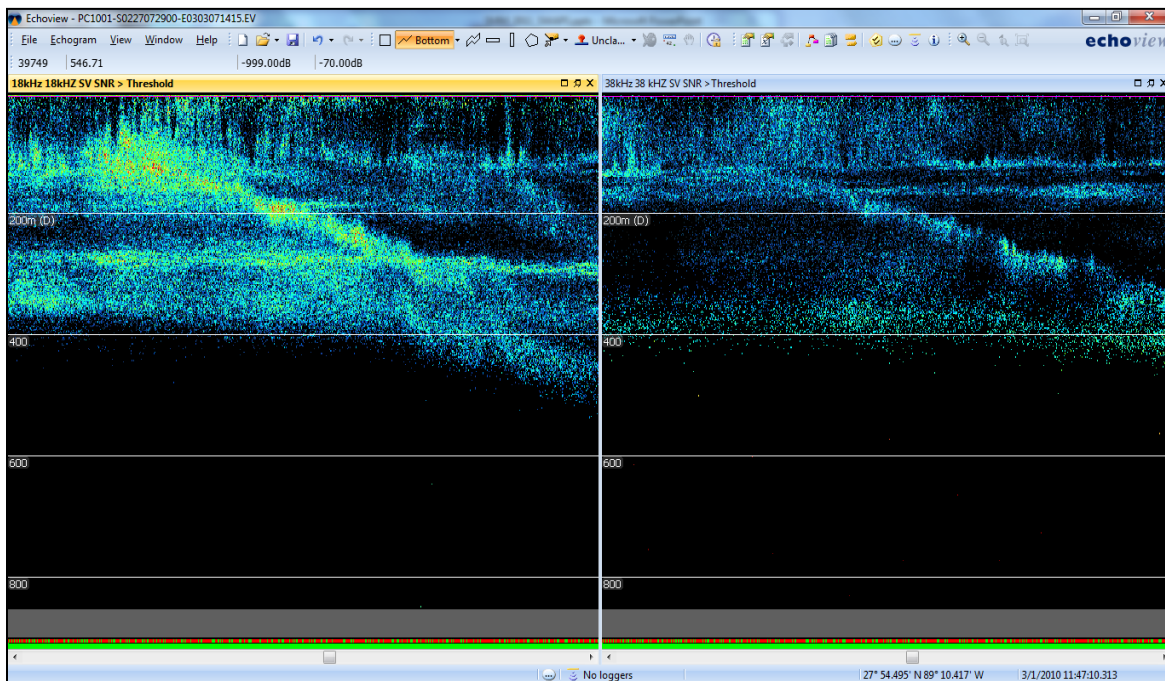 Echoview - PC1001-S0227072900-E0303071415.EV
File Echogram View Window Help Bottom Uncla... echoview
39749 546.71 -999.00dB -70.00dB
18kHz 18kHZ SV SNR > Threshold
38kHz 38 kHZ SV SNR >Threshold
200m (D) 200m (D)
400 400
600 600
800 800
No loggers 27° 54.495' N 89° 10.417' W 3/1/2010 11:47:10.313